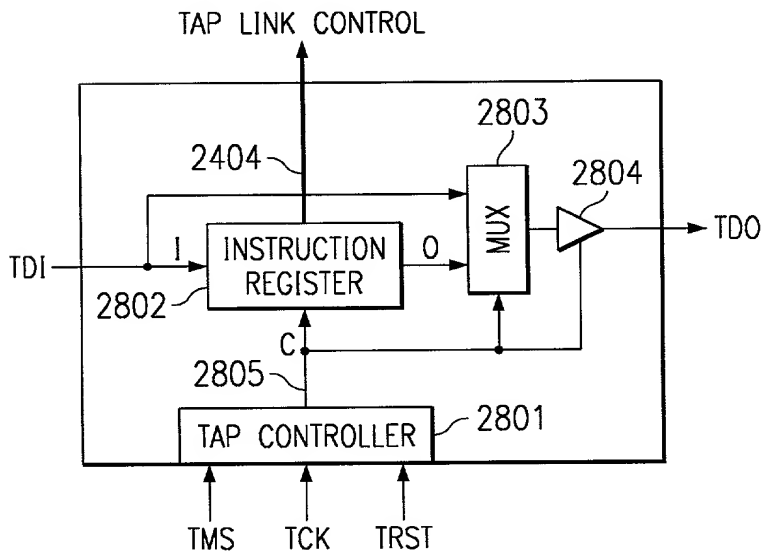 TAP LINK CONTROL
2803
2404
2804
MUX
TDO
I
INSTRUCTION
REGISTER
O
TDI
2802
C
2805
2801
TAP CONTROLLER
TMS
TCK
TRST